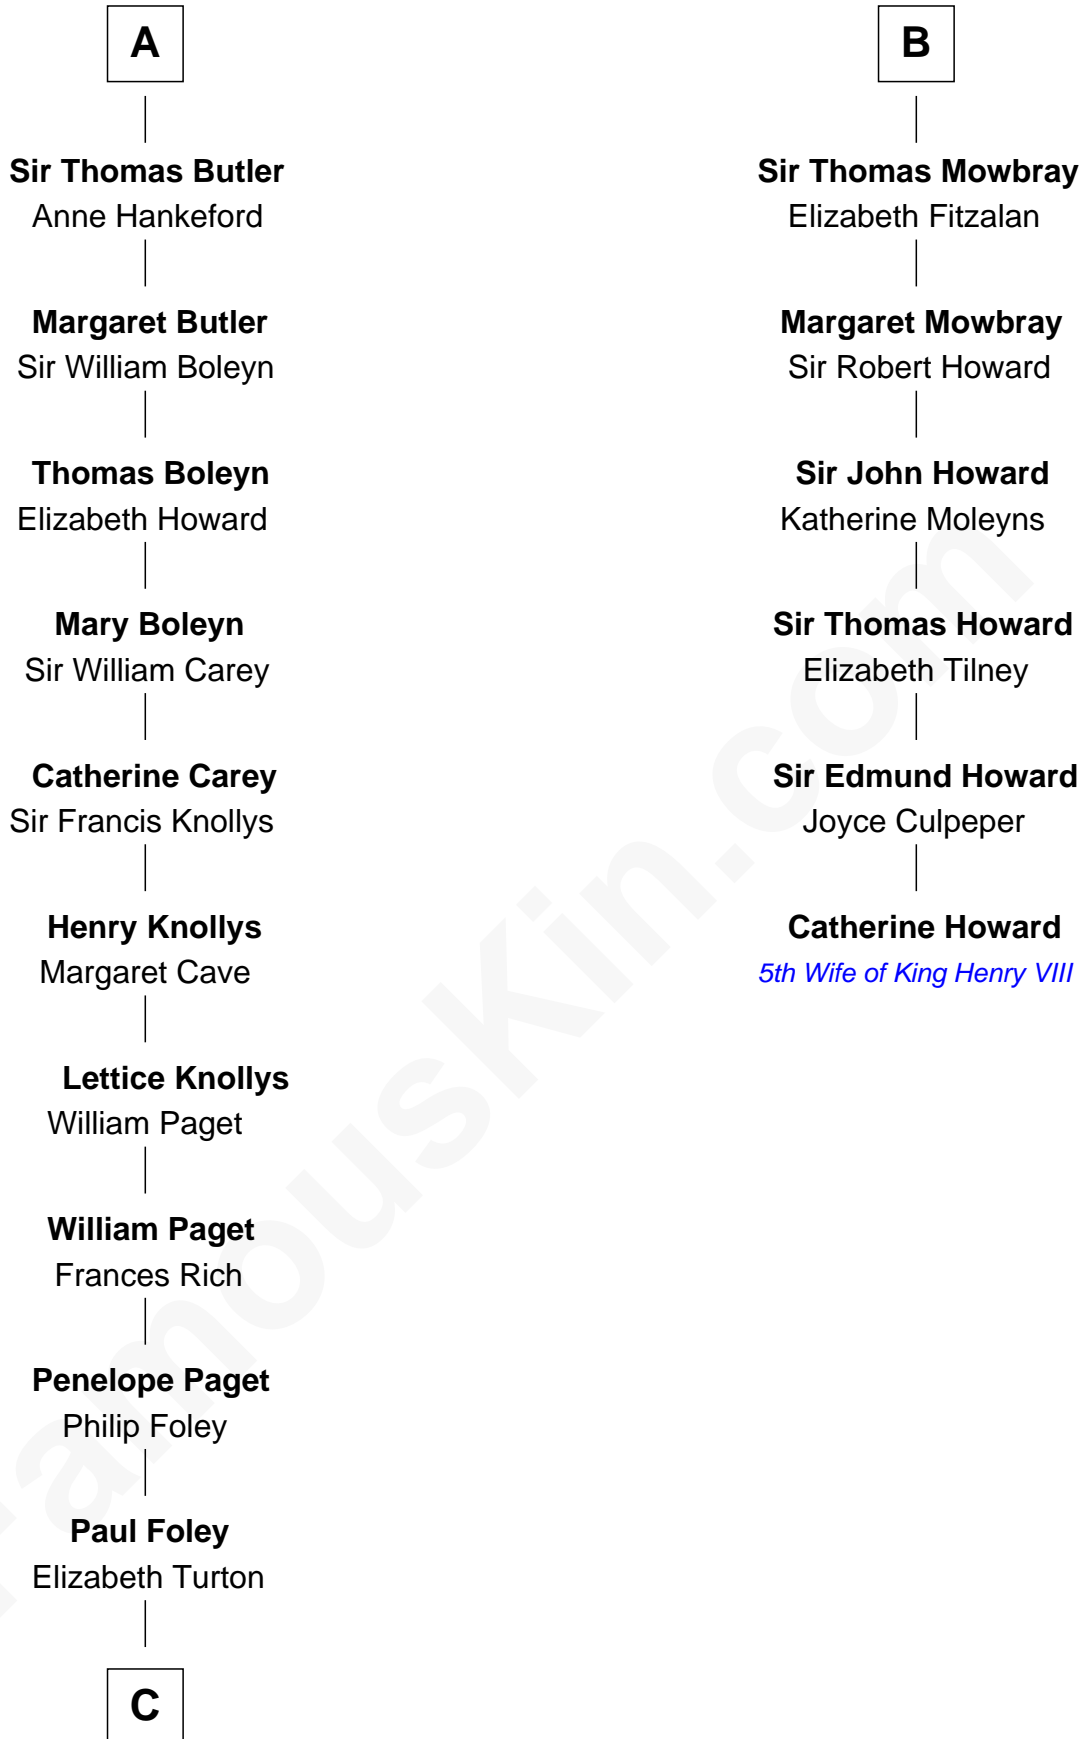 A
Sir Thomas Butler
Anne Hankeford
Margaret Butler
Sir William Boleyn
Thomas Boleyn
Elizabeth Howard
Mary Boleyn
Sir William Carey
Catherine Carey
Sir Francis Knollys
Henry Knollys
Margaret Cave
Lettice Knollys
William Paget
William Paget
Frances Rich
Penelope Paget
Philip Foley
Paul Foley
Elizabeth Turton
C
B
Sir Thomas Mowbray
Elizabeth Fitzalan
Margaret Mowbray
Sir Robert Howard
Sir John Howard
Katherine Moleyns
Sir Thomas Howard
Elizabeth Tilney
Sir Edmund Howard
Joyce Culpeper
Catherine Howard
5th Wife of King Henry VIII
FamousKin.com